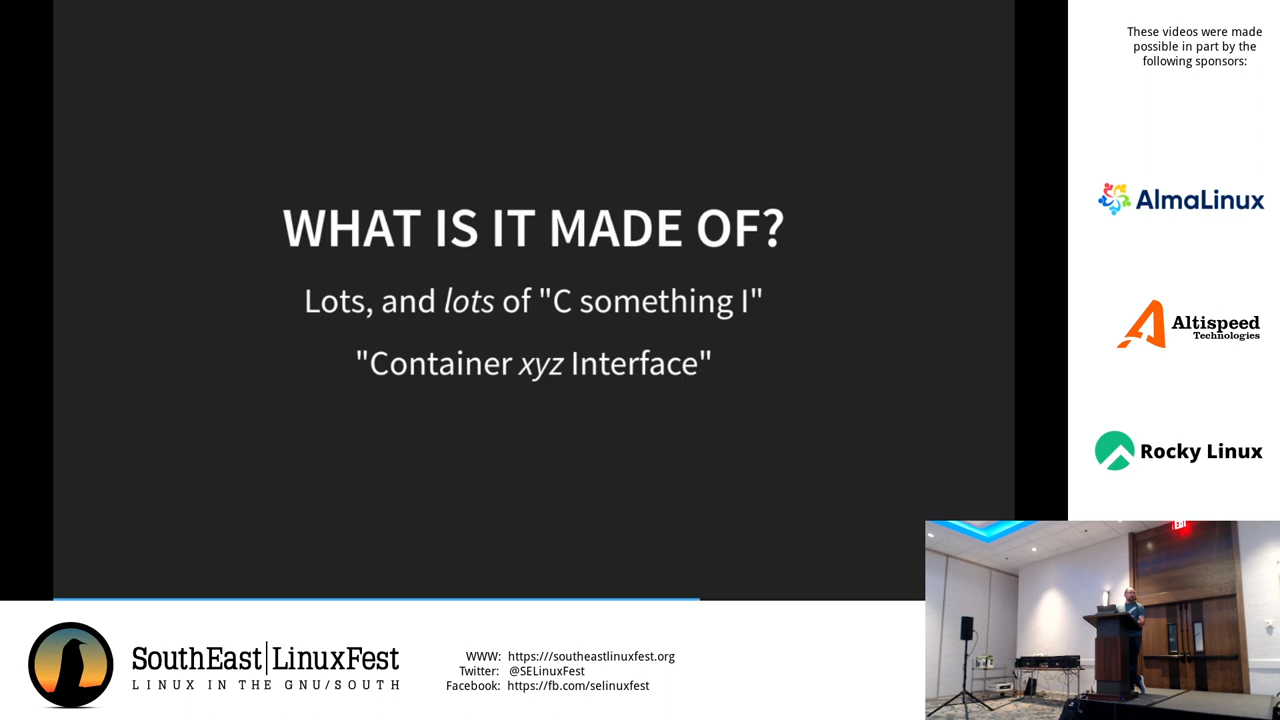 WHAT IS IT MADE OF?
Lots, and lots of "C something I"
"Container xyz Interface"
These videos were made
possible in part by the
following sponsors:
AlmaLinux
Altispeed
Technologies
Rocky Linux
EXIT
SouthEast|LinuxFest
LINUX IN THE GNU/SOUTH
WWW: https:///southeastlinuxfest.org
Twitter: @SELinuxFest
Facebook: https://fb.com/selinuxfest